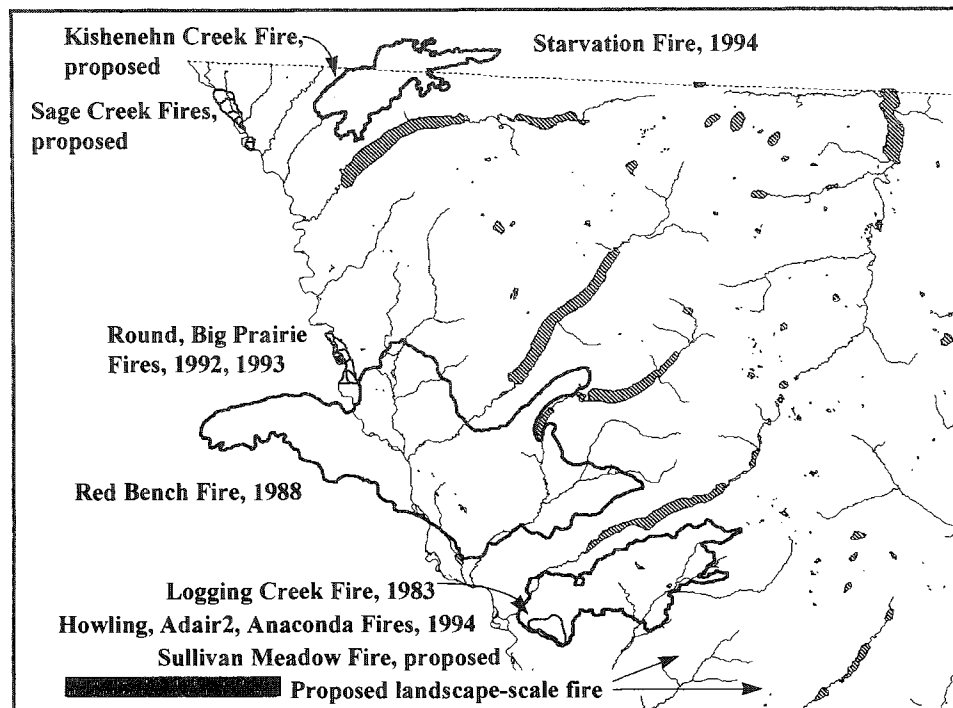 Kishenehn Creek Fire,
proposed
Starvation Fire, 1994
Sage Creek Fires,
proposed
Round, Big Prairie
Fires, 1992, 1993
Red Bench Fire, 1988
Logging Creek Fire, 1983
Howling, Adair2, Anaconda Fires, 1994
Sullivan Meadow Fire, proposed
Proposed landscape-scale fire